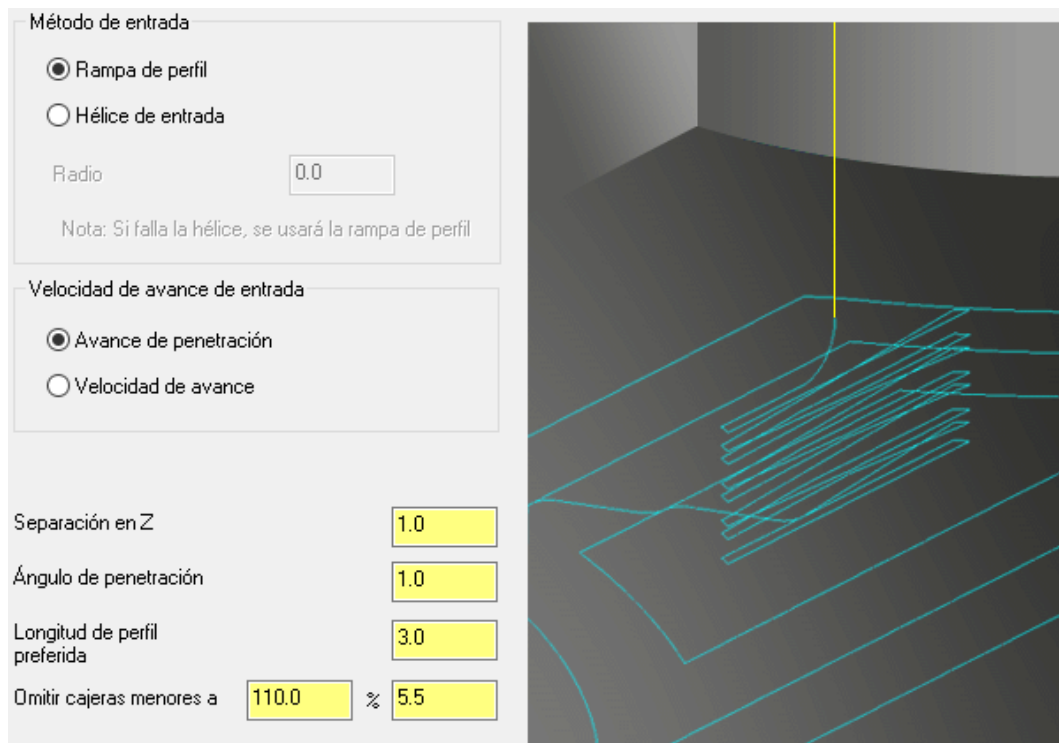 Método de entrada
Rampa de perfil
Hélice de entrada
Radio
0.0
Nota: Si falla la hélice, se usará la rampa de perfil
Velocidad de avance de entrada
Avance de penetración
Velocidad de avance
Separación en Z
1.0
Ángulo de penetración
1.0
Longitud de perfil
preferida
3.0
Omitir cajeras menores a 110.0 % 5.5